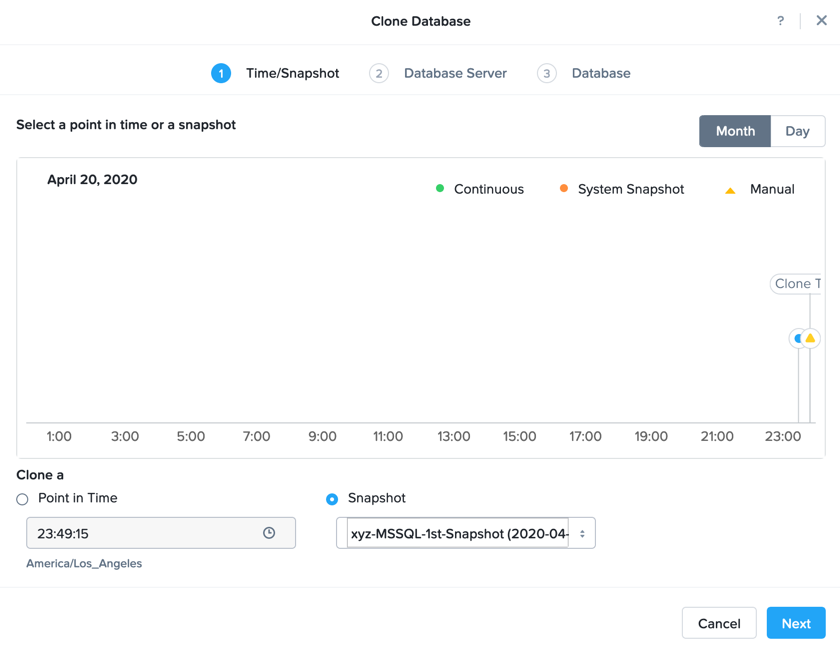 Clone Database
?
1 Time/Snapshot 2 Database Server 3 Database
Select a point in time or a snapshot
Month Day
April 20, 2020
Continuous System Snapshot Manual
Clone T
1:00 3:00 5:00 7:00 9:00 11:00 13:00 15:00 17:00 19:00 21:00 23:00
Clone a
Point in Time Snapshot
23:49:15 xyz-MSSQL-1st-Snapshot (2020-04-
America/Los_Angeles
Cancel Next